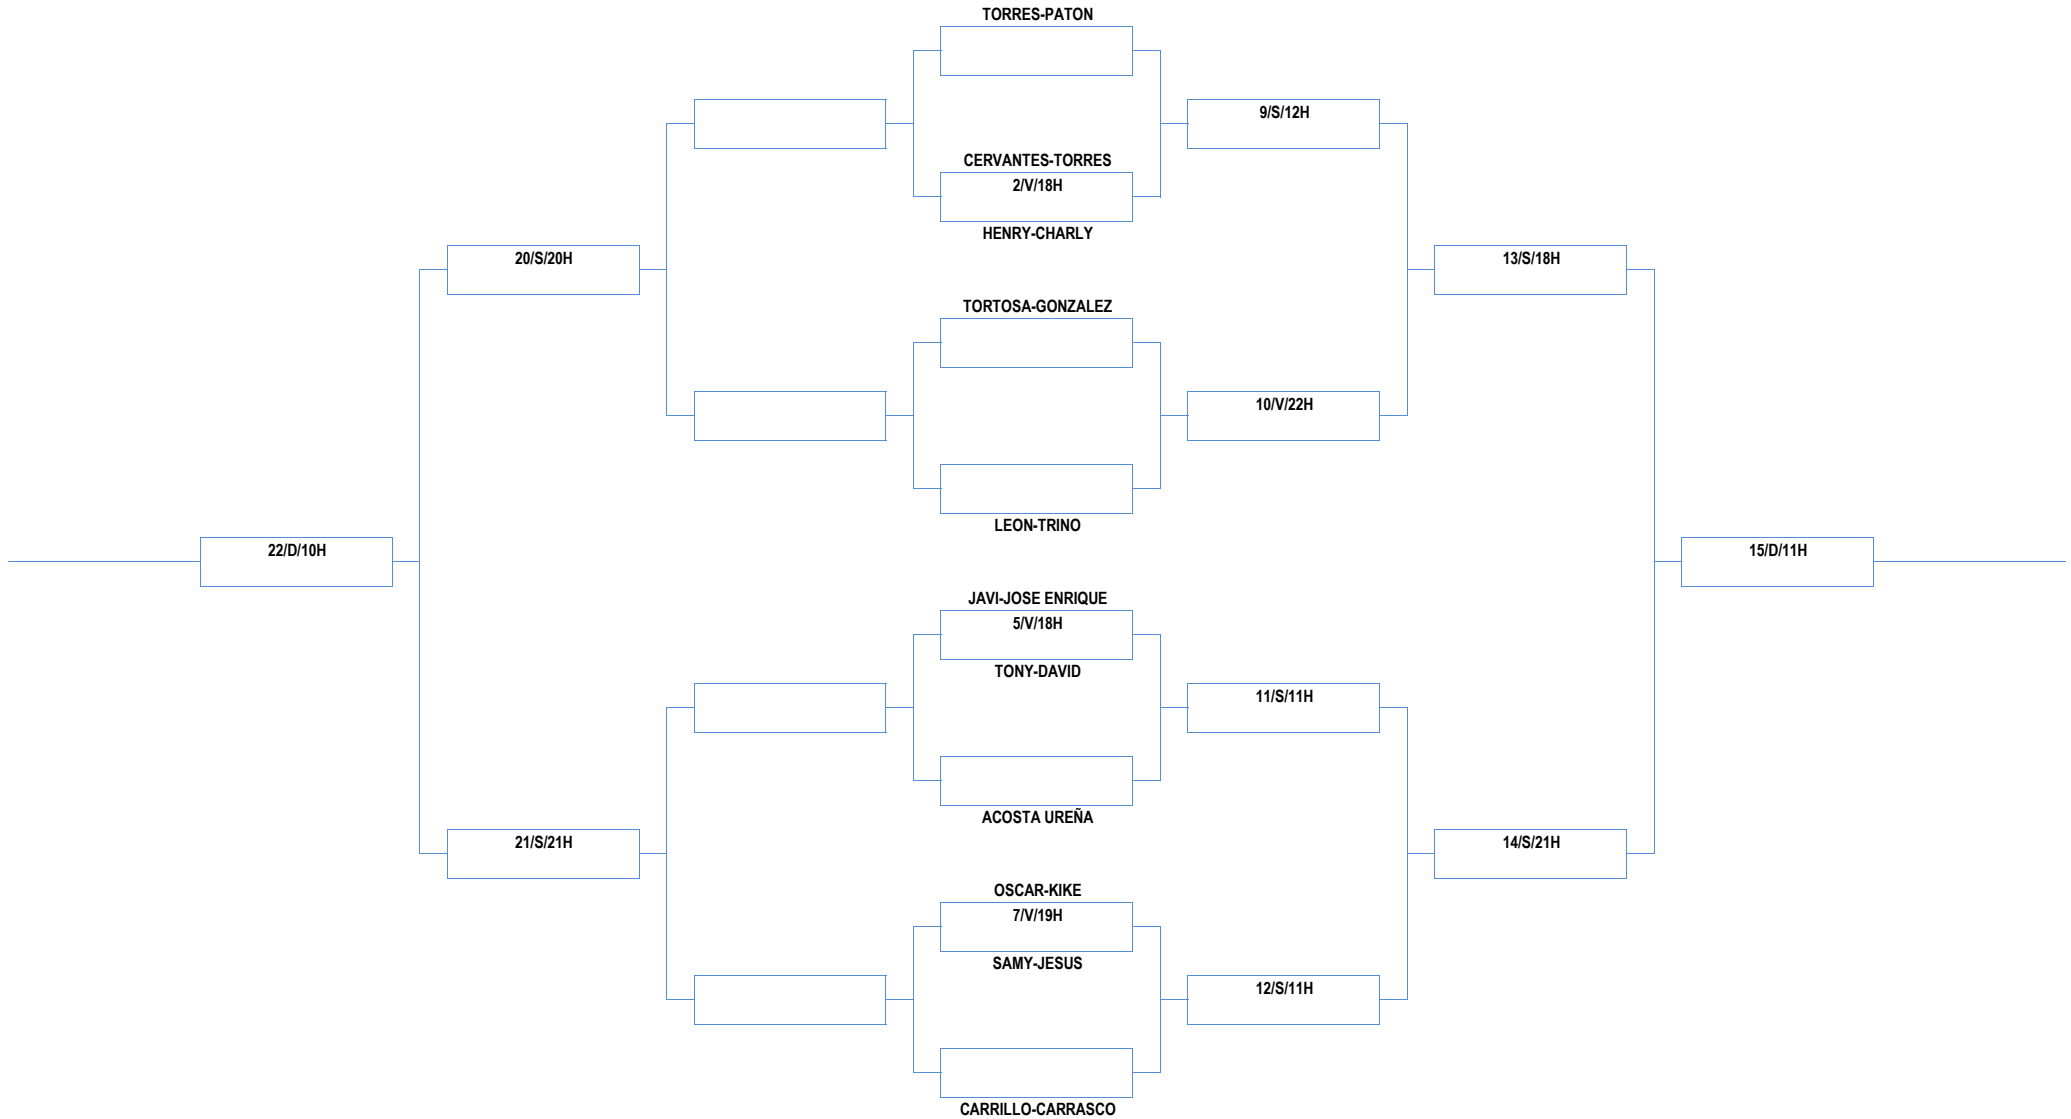 TORRES-PATON
9/S/12H
CERVANTES-TORRES
2/V/18H
HENRY-CHARLY
20/S/20H
13/S/18H
TORTOSA-GONZALEZ
10/V/22H
LEON-TRINO
22/D/10H
15/D/11H
JAVI-JOSE ENRIQUE
5/V/18H
TONY-DAVID
11/S/11H
ACOSTA UREÑA
21/S/21H
14/S/21H
OSCAR-KIKE
7/V/19H
SAMY-JESUS
12/S/11H
CARRILLO-CARRASCO